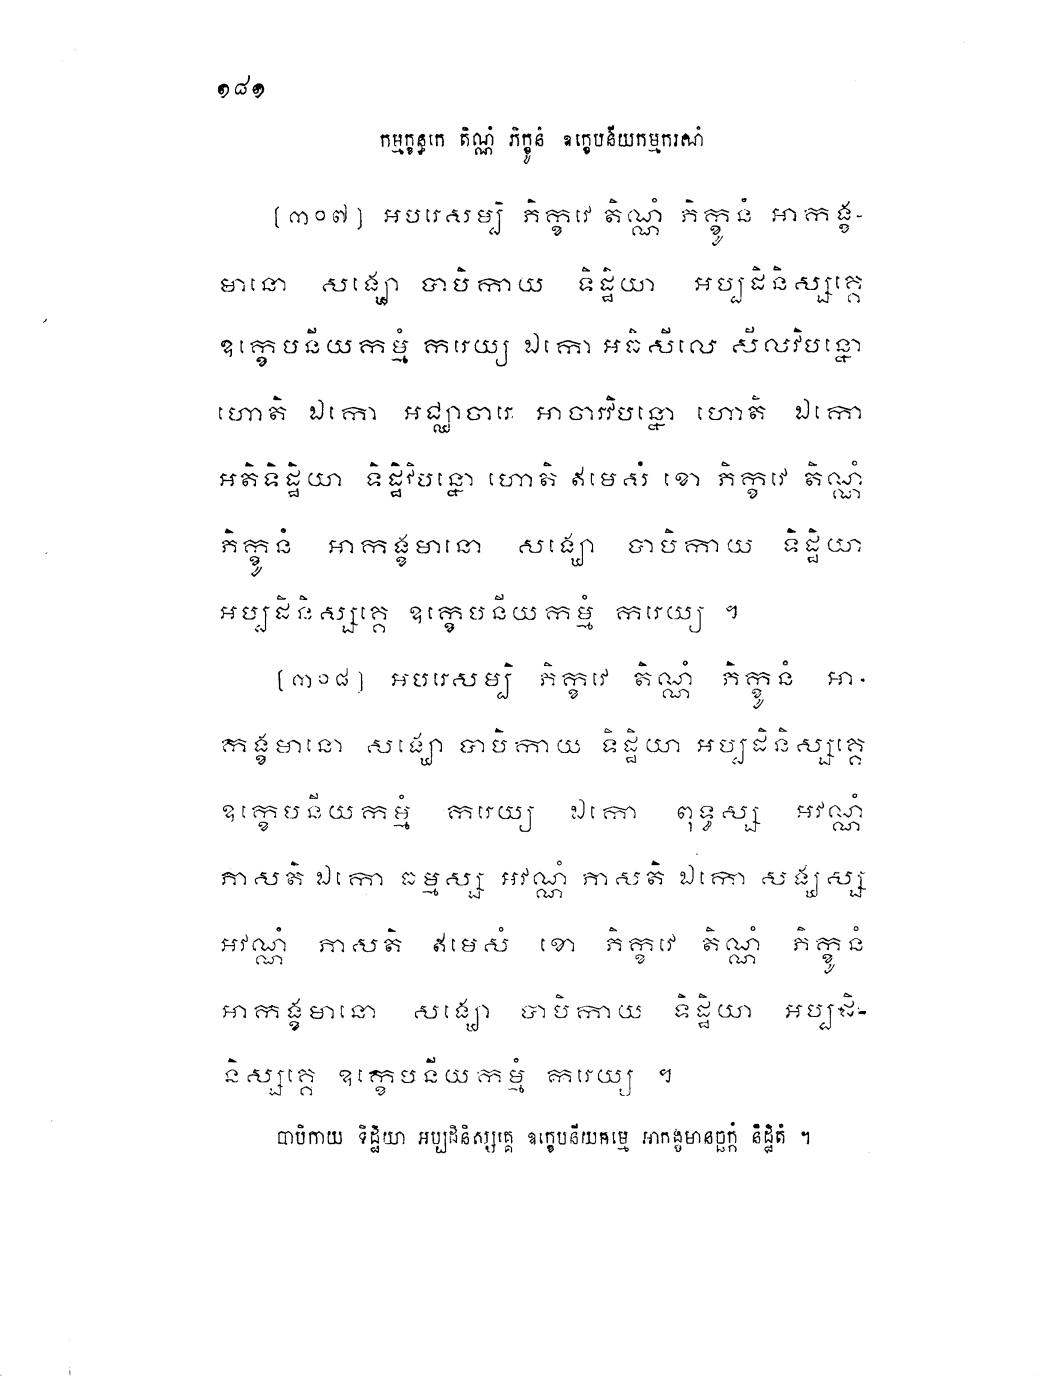 ១៨១
កម្មក្ខន្ធកេ តិណ្ណំ ភិក្ខូនំ ឧក្ខេបនីយកម្មករណំ
[៣០៧] អបរេសម្បិ ភិក្ខវេ តិណ្ណំ ភិក្ខូនំ អាកង្ខ-
មានោ សង្ឃោ បាបិកាយ ទិដ្ឋិយា អប្បដិនិស្សគ្គេ
ឧក្ខេបនីយកម្មំ ករេយ្យ ឯកោ អធិសីលេ សីលវិបន្នោ
ហោតិ ឯកោ អជ្ឈាចារេ អាចារវិបន្នោ ហោតិ ឯកោ
អតិទិដ្ឋិយា ទិដ្ឋិវិបន្នោ ហោតិ ឥមេសំ ខោ ភិក្ខវេ តិណ្ណំ
ភិក្ខូនំ អាកង្ខមានោ សង្ឃោ បាបិកាយ ទិដ្ឋិយា
អប្បដិនិស្សគ្គេ ឧក្ខេបនីយកម្មំ ករេយ្យ ។
[៣០៨] អបរេសម្បិ ភិក្ខវេ តិណ្ណំ ភិក្ខូនំ អា-
កង្ខមានោ សង្ឃោ បាបិកាយ ទិដ្ឋិយា អប្បដិនិស្សគ្គេ
ឧក្ខេបនីយកម្មំ ករេយ្យ ឯកោ ពុទ្ធស្ស អវណ្ណំ
ភាសតិ ឯកោ ធម្មស្ស អវណ្ណំ ភាសតិ ឯកោ សង្ឃស្ស
អវណ្ណំ ភាសតិ ឥមេសំ ខោ ភិក្ខវេ តិណ្ណំ ភិក្ខូនំ
អាកង្ខមានោ សង្ឃោ បាបិកាយ ទិដ្ឋិយា អប្បដិ-
និស្សគ្គេ ឧក្ខេបនីយកម្មំ ករេយ្យ ។
បាបិកាយ ទិដ្ឋិយា អប្បដិនិស្សគ្គេ ឧក្ខេបនីយកម្មេ អាកង្ខមានច្ឆក្កំ និដ្ឋិតំ ។